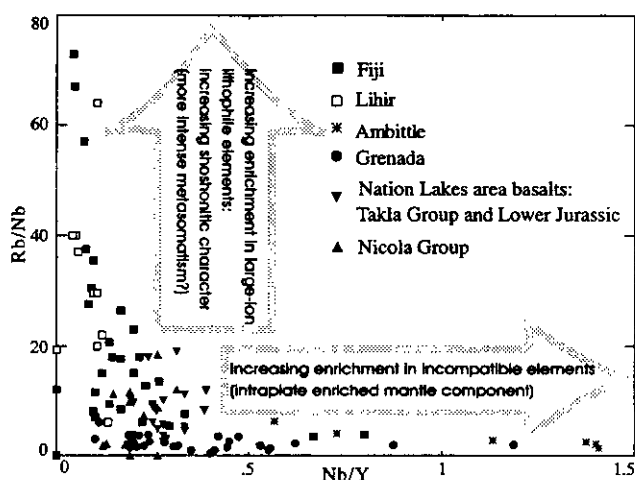 80
60
40
20
0
Rb/Nb
0
.5
1
1.5
Nb/Y
Increasing enrichment in large-ion
lithophile elements:
increasing shoshonitic character
(more intense metasomatism?)
Fiji
Lihir
Ambittle
Grenada
Nation Lakes area basalts:
Takla Group and Lower Jurassic
Nicola Group
Increasing enrichment in incompatible elements
(intraplate enriched mantle component)